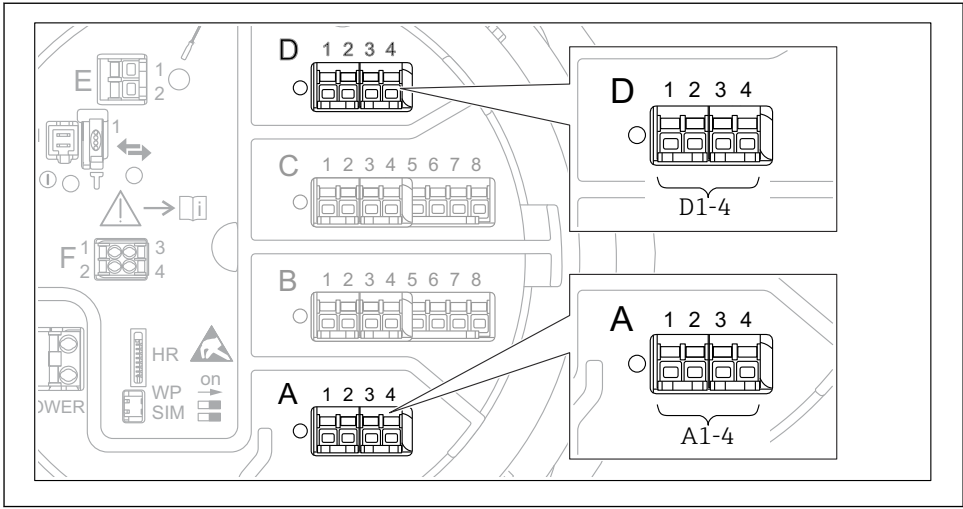 D 1 2 3 4
E 1
2
1
D 1 2 3 4
D1-4
C 1 2 3 4 5 6 7 8
i
F 1 3
2 4
B 1 2 3 4 5 6 7 8
A 1 2 3 4
A1-4
HR
WP on
SIM
OWER
A 1 2 3 4